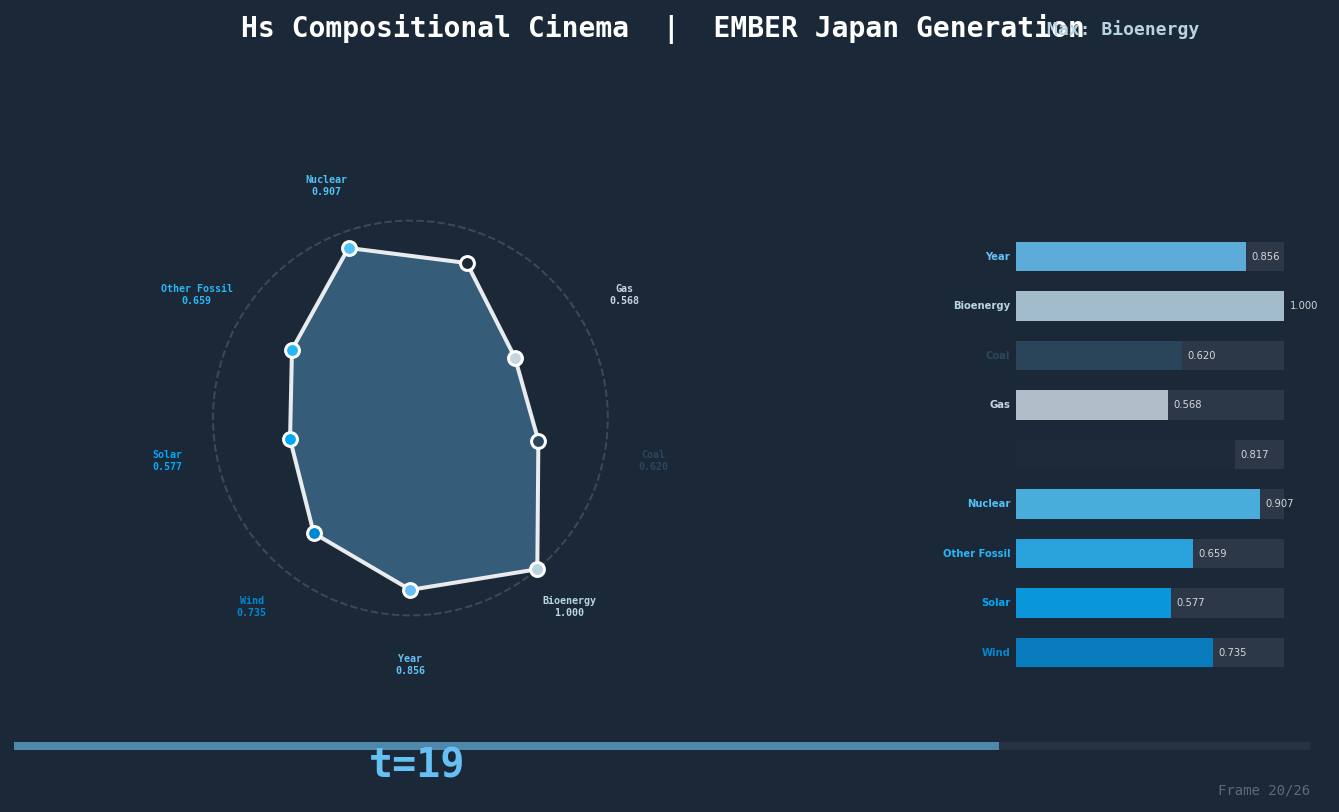 Hs Compositional Cinema | EMBER Japan Generation
Max: Bioenergy
Nuclear
0.907
Other Fossil
0.659
Gas
0.568
Solar
0.577
Coal
0.620
Wind
0.735
Bioenergy
1.000
Year
0.856
Year 0.856
Bioenergy 1.000
Coal 0.620
Gas 0.568
0.817
Nuclear 0.907
Other Fossil 0.659
Solar 0.577
Wind 0.735
t=19
Frame 20/26